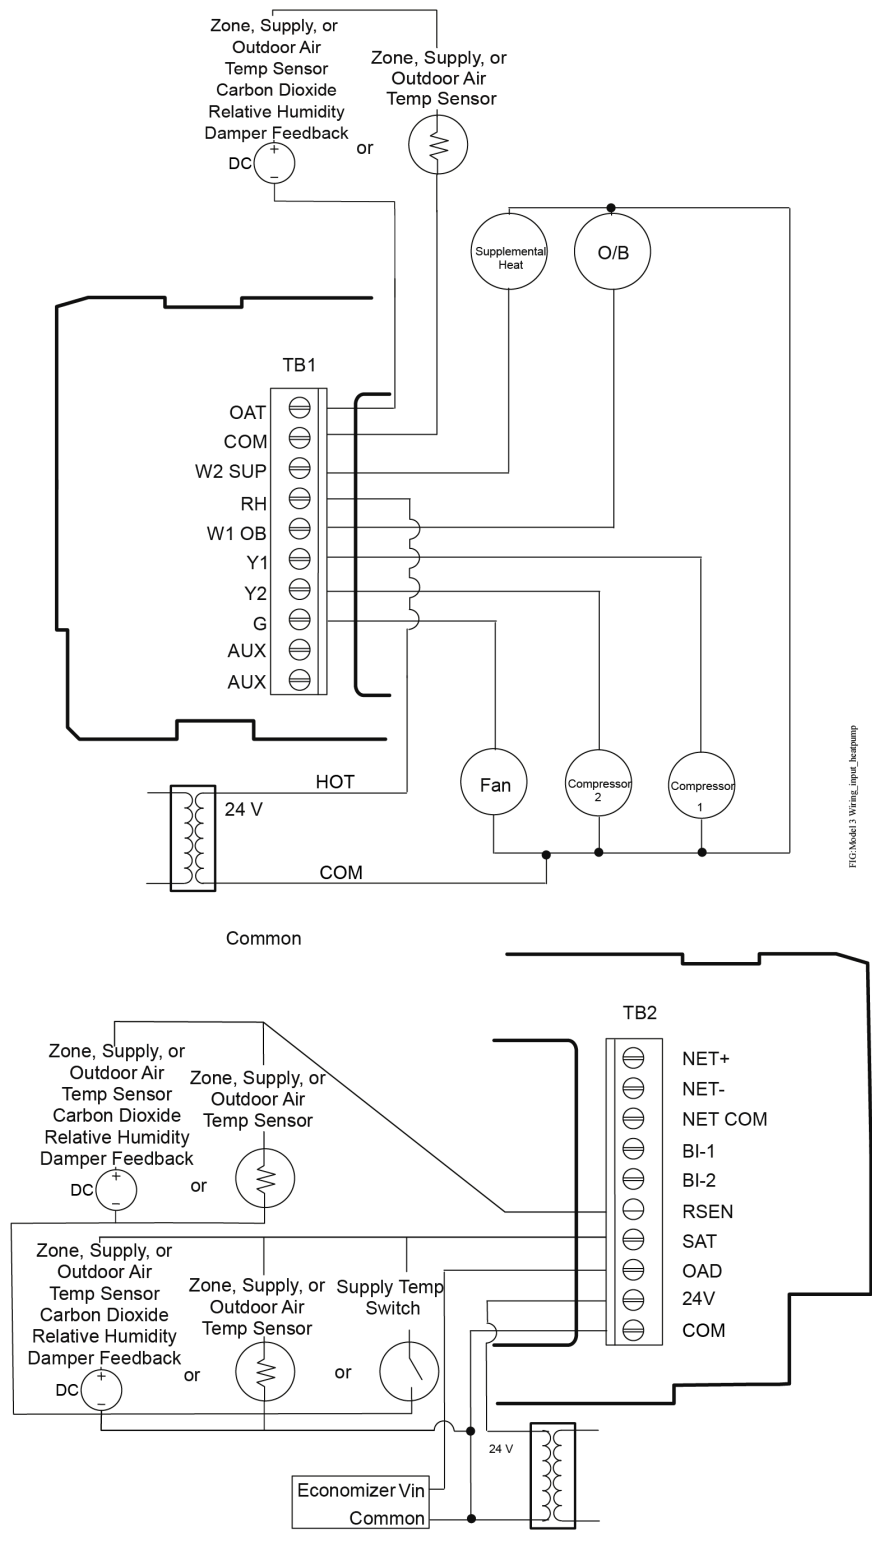 Zone, Supply, or
Outdoor Air
Temp Sensor
Carbon Dioxide
Relative Humidity
Damper Feedback
DC
+
−
or
Zone, Supply, or
Outdoor Air
Temp Sensor
Supplemental
Heat
O/B
TB1
OAT
COM
W2 SUP
RH
W1 OB
Y1
Y2
G
AUX
AUX
Fan
Compressor
2
Compressor
1
HOT
24 V
COM
FIG:Model 3 Wiring_input_heatpump
Common
TB2
NET+
NET-
NET COM
BI-1
BI-2
RSEN
SAT
OAD
24V
COM
Zone, Supply, or
Outdoor Air
Temp Sensor
Carbon Dioxide
Relative Humidity
Damper Feedback
DC
+
−
or
Zone, Supply, or
Outdoor Air
Temp Sensor
Zone, Supply, or
Outdoor Air
Temp Sensor
Carbon Dioxide
Relative Humidity
Damper Feedback
DC
+
−
or
Zone, Supply, or
Outdoor Air
Temp Sensor
or
Supply Temp
Switch
24 V
Economizer Vin
Common